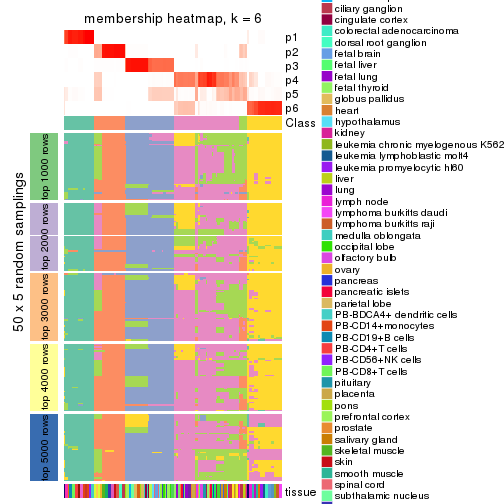 membership heatmap, k = 6
p1
p2
p3
p4
p5
p6
Class
50 x 5 random samplings
top 1000 rows
top 2000 rows
top 3000 rows
top 4000 rows
top 5000 rows
tissue
ciliary ganglion
cingulate cortex
colorectal adenocarcinoma
dorsal root ganglion
fetal brain
fetal liver
fetal lung
fetal thyroid
globus pallidus
heart
hypothalamus
kidney
leukemia chronic myelogenous K562
leukemia lymphoblastic molt4
leukemia promyelocytic hl60
liver
lung
lymph node
lymphoma burkitts daudi
lymphoma burkitts raji
medulla oblongata
occipital lobe
olfactory bulb
ovary
pancreas
pancreatic islets
parietal lobe
PB-BDCA4+ dendritic cells
PB-CD14+monocytes
PB-CD19+B cells
PB-CD4+T cells
PB-CD56+NK cells
PB-CD8+T cells
pituitary
placenta
pons
prefrontal cortex
prostate
salivary gland
skeletal muscle
skin
smooth muscle
spinal cord
subthalamic nucleus